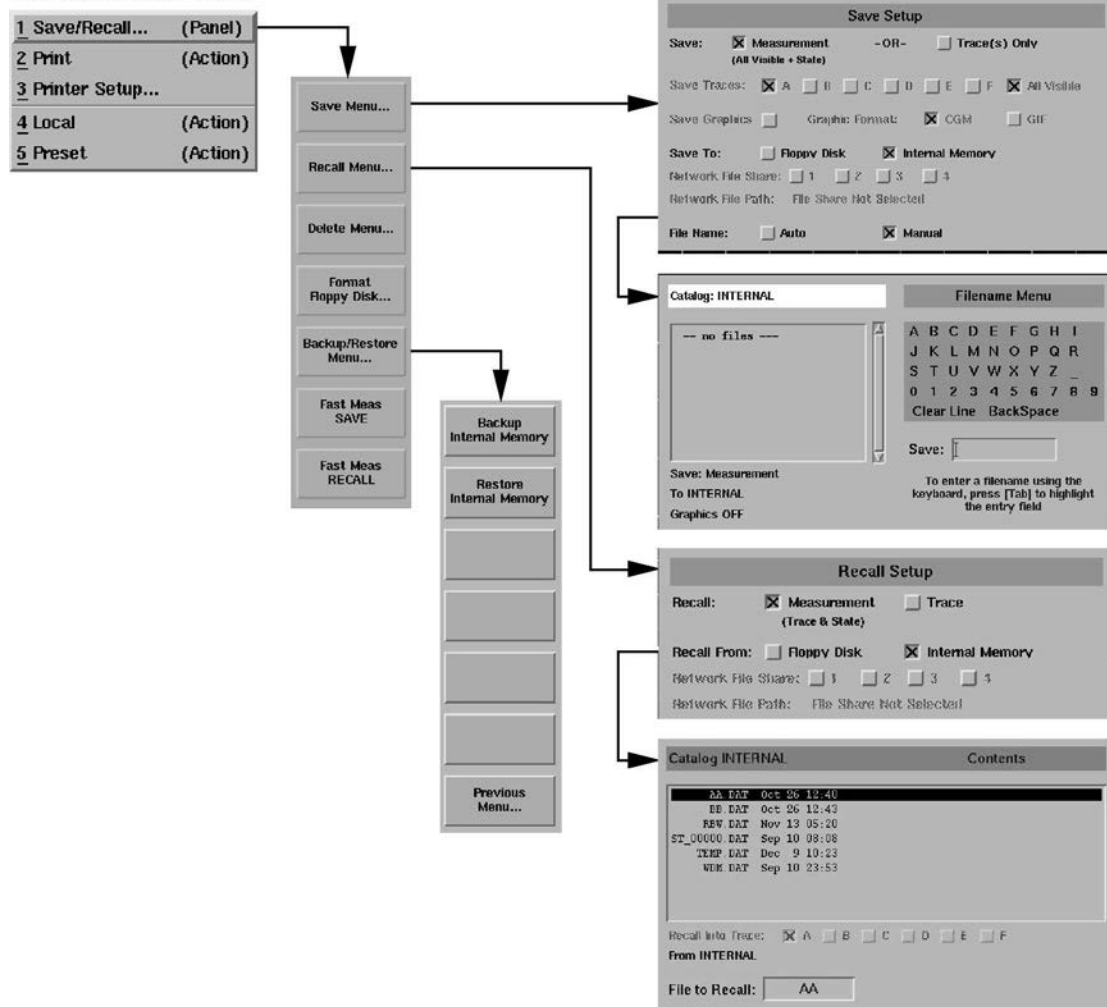 1 Save/Recall... (Panel)
2 Print (Action)
3 Printer Setup...
4 Local (Action)
5 Preset (Action)
Save Menu...
Recall Menu...
Delete Menu...
Format
Floppy Disk...
Backup/Restore
Menu...
Fast Meas
SAVE
Fast Meas
RECALL
Backup
Internal Memory
Restore
Internal Memory
Previous
Menu...
Save Setup
Save: Measurement -OR- Trace(s) Only
(All Visible + State)
Save Traces: A B C D E F All Visible
Save Graphics Graphic Format: CGM GIF
Save To: Floppy Disk Internal Memory
Network File Share: 1 2 3 4
Network File Path: File Share Not Selected
File Name: Auto Manual
Catalog: INTERNAL
-- no files ---
Save: Measurement
To INTERNAL
Graphics OFF
Filename Menu
A B C D E F G H I
J K L M N O P Q R
S T U V W X Y Z _
0 1 2 3 4 5 6 7 8 9
Clear Line BackSpace
Save:
To enter a filename using the
keyboard, press [Tab] to highlight
the entry field
Recall Setup
Recall: Measurement Trace
(Trace & State)
Recall From: Floppy Disk Internal Memory
Network File Share: 1 2 3 4
Network File Path: File Share Not Selected
Catalog INTERNAL Contents
AA.DAT Oct 26 12:40
BB.DAT Oct 26 12:43
RBW.DAT Nov 13 05:20
ST_00000.DAT Sep 10 08:08
TEMP.DAT Dec 9 10:23
WDM.DAT Sep 10 23:53
Recall Into Trace: A B C D E F
From INTERNAL
File to Recall: AA